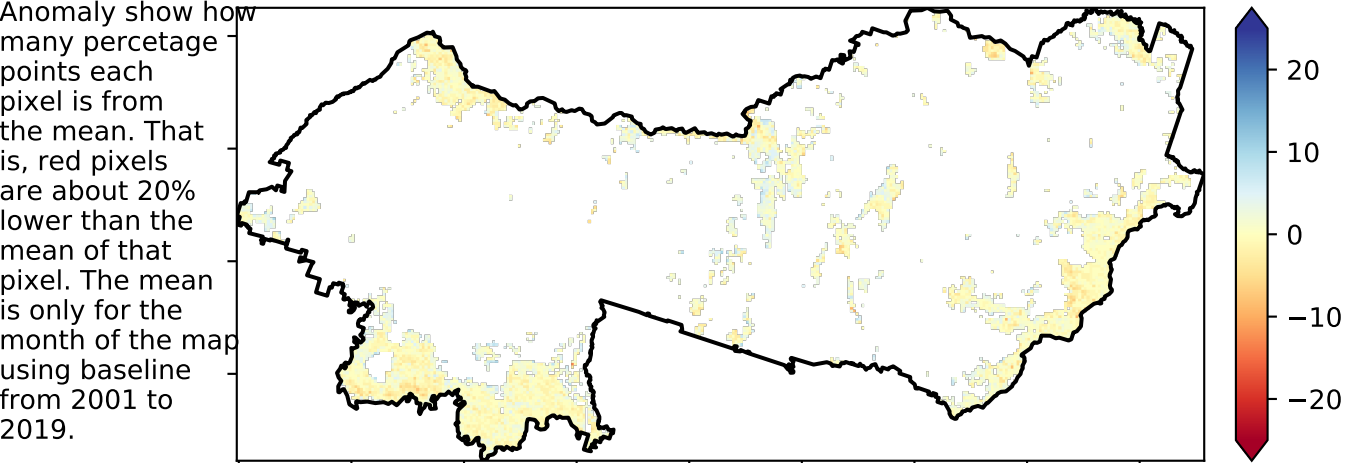 Anomaly show how
many percetage
points each
pixel is from
the mean. That
is, red pixels
are about 20%
lower than the
mean of that
pixel. The mean
is only for the
month of the map
using baseline
from 2001 to
2019.
20
10
0
−10
−20